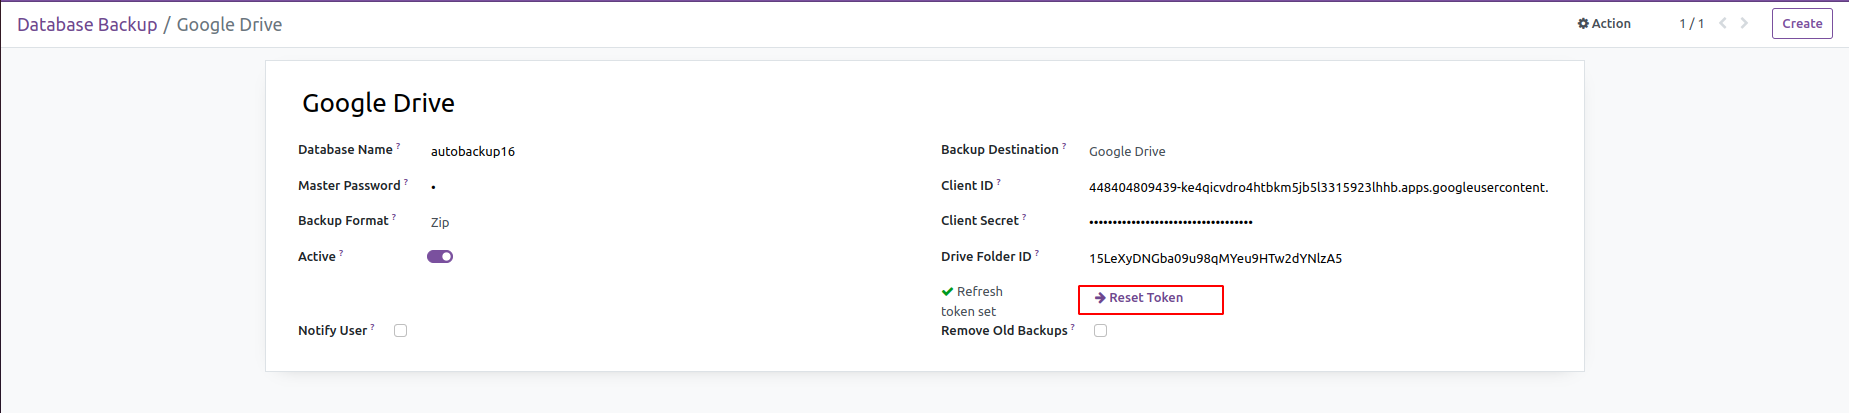 Database Backup / Google Drive
Action
1 / 1
Create
Google Drive
Database Name ?
autobackup16
Backup Destination ?
Google Drive
Master Password ?
•
Client ID ?
448404809439-ke4qicvdro4htbkm5jb5l3315923lhhb.apps.googleusercontent.
Backup Format ?
Zip
Client Secret ?
•••••••••••••••••••••••••••••••••••
Active ?
Drive Folder ID ?
15LeXyDNGba09u98qMYeu9HTw2dYNlzA5
Refresh
token set
Reset Token
Notify User ?
Remove Old Backups ?